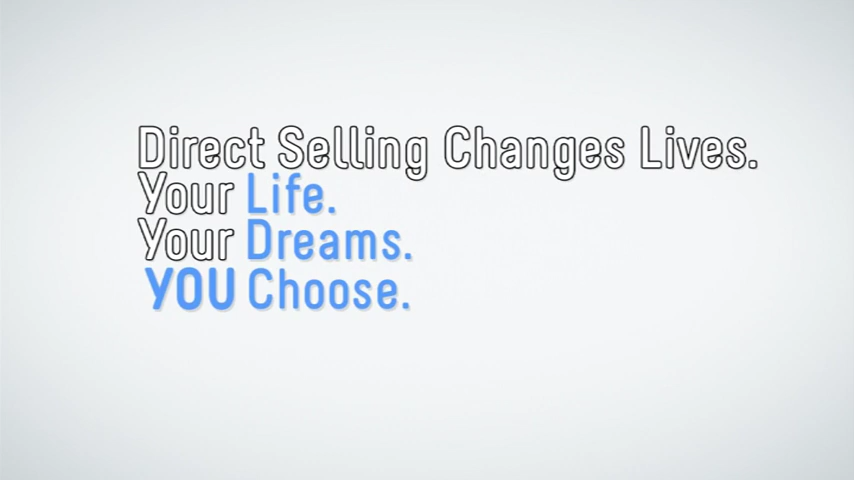 Direct Selling Changes Lives.
Your Life.
Your Dreams.
YOU Choose.